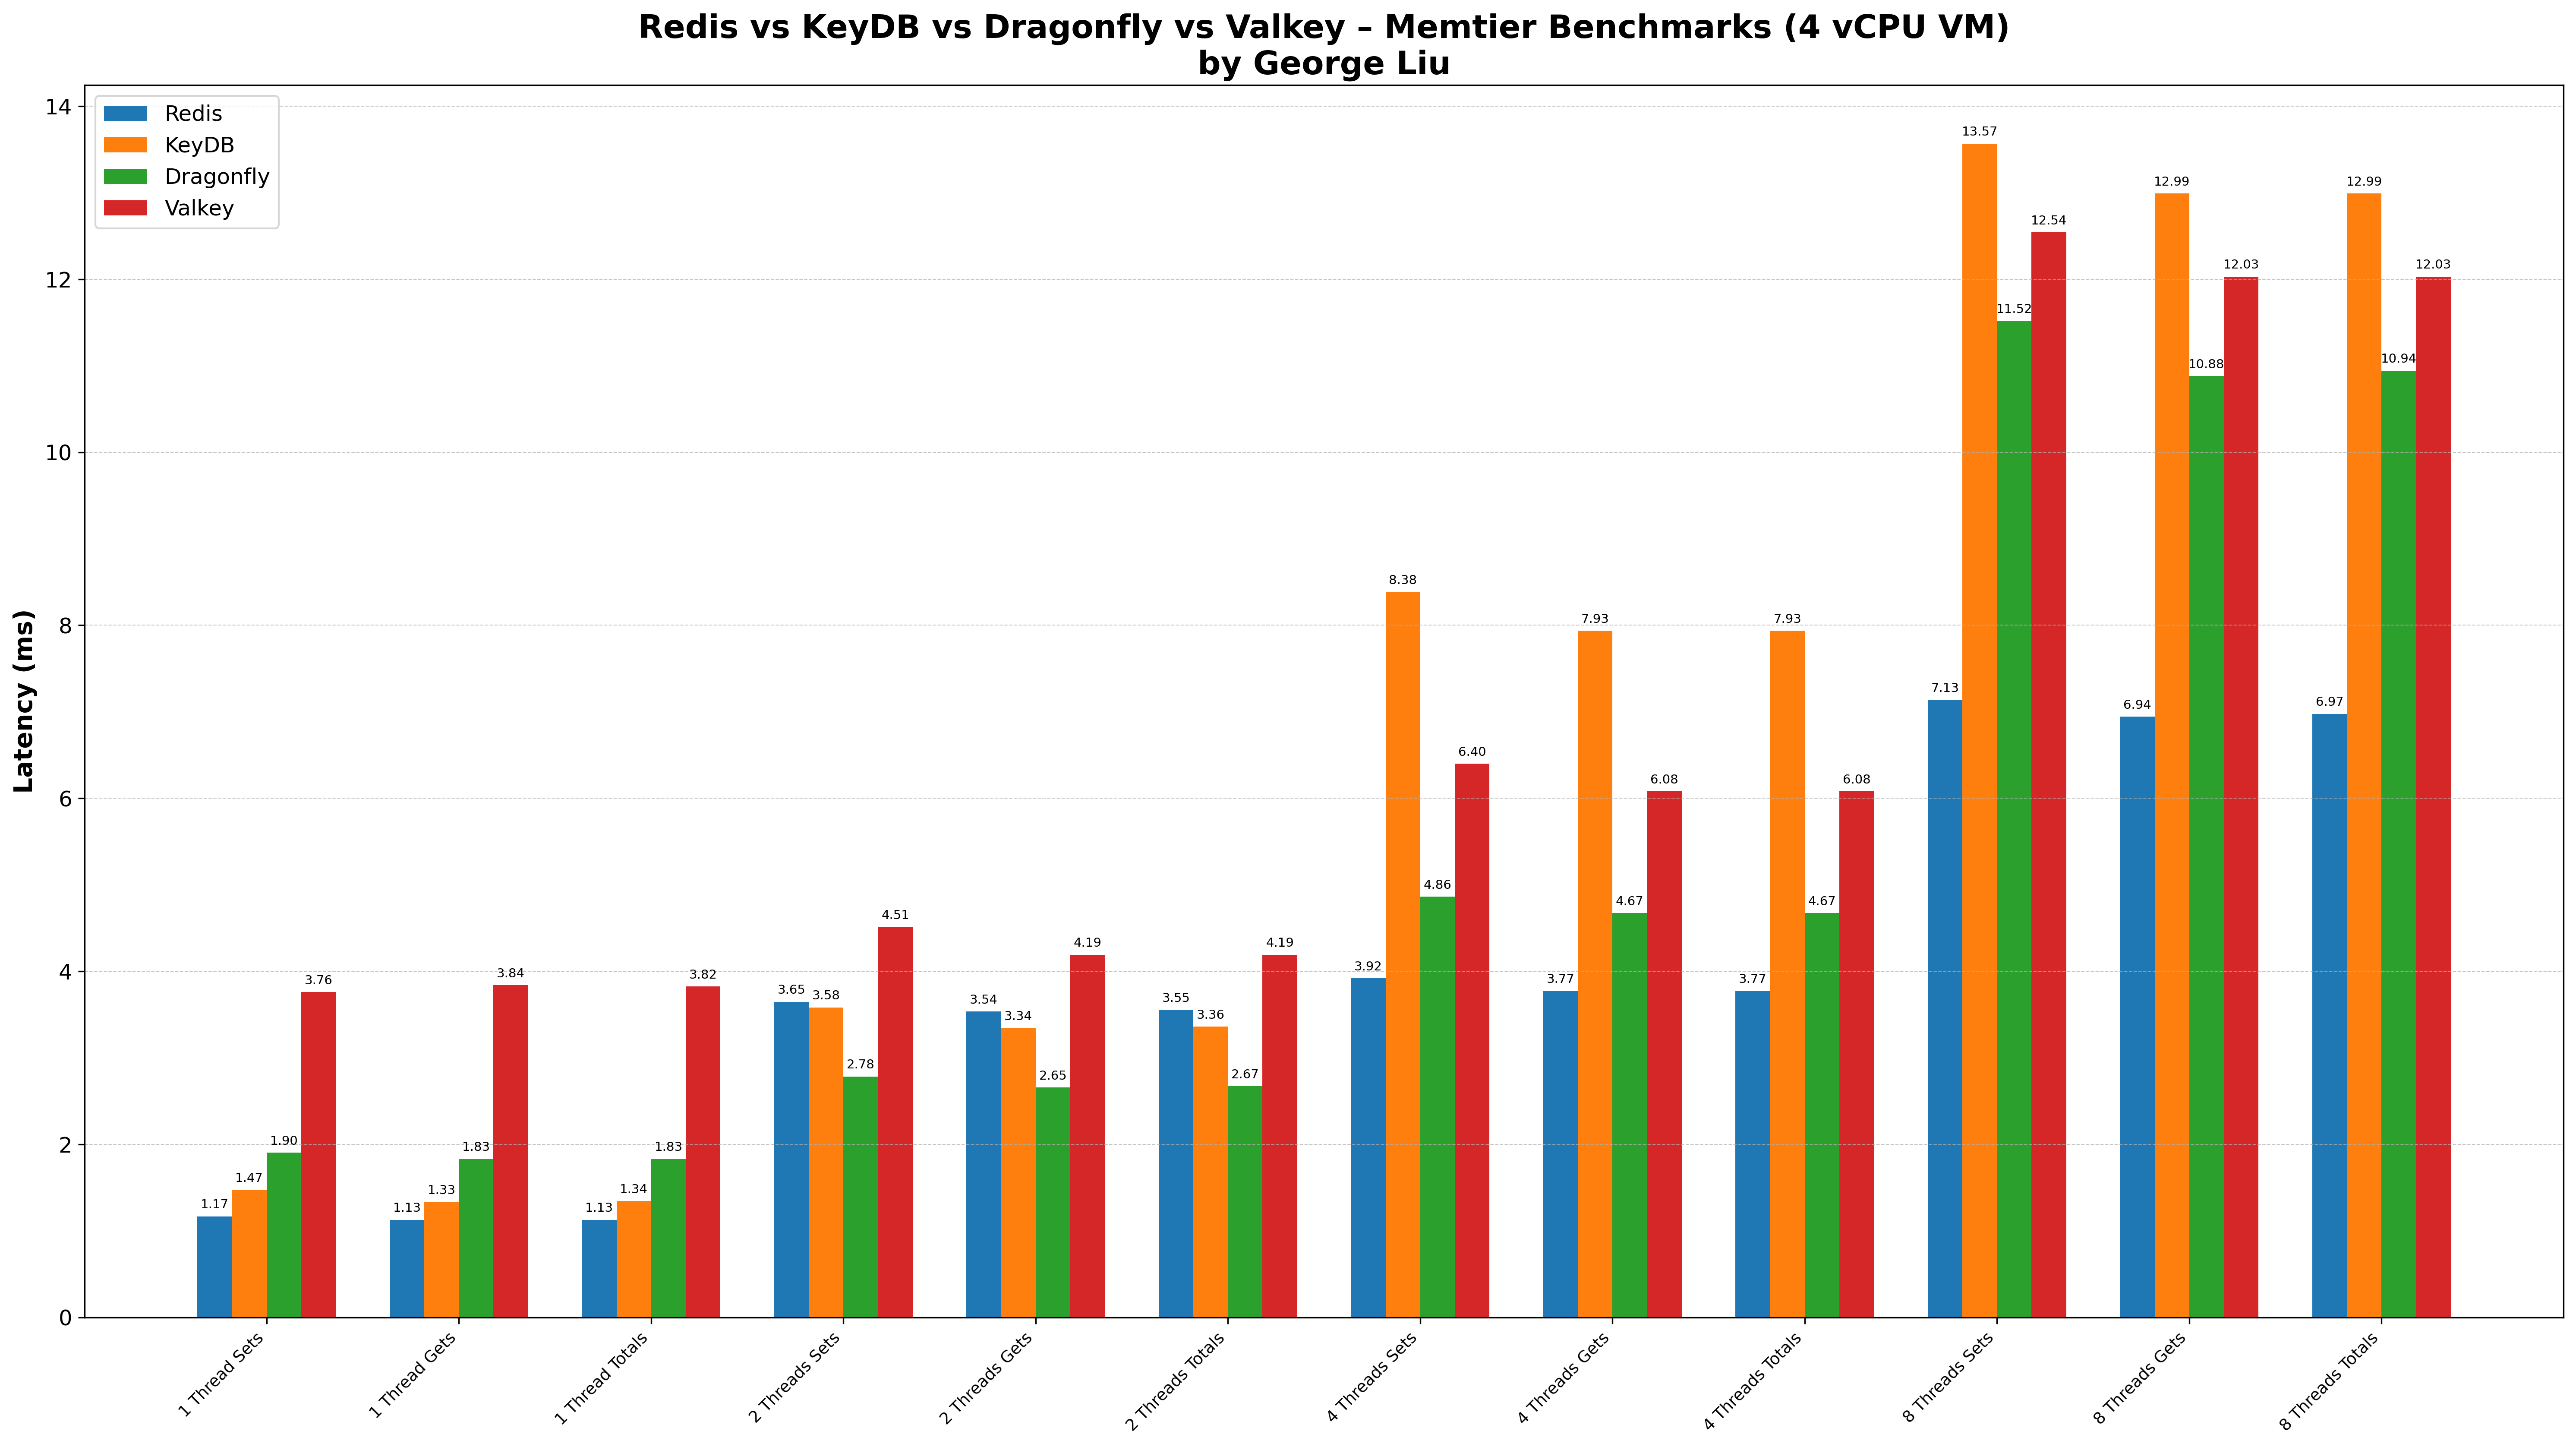 Redis vs KeyDB vs Dragonfly vs Valkey – Memtier Benchmarks (4 vCPU VM)
by George Liu
Redis
KeyDB
Dragonfly
Valkey
Latency (ms)
14
12
10
8
6
4
2
0
1.17
1.47
1.90
3.76
1.13
1.33
1.83
3.84
1.13
1.34
1.83
3.82
3.65
3.58
2.78
4.51
3.54
3.34
2.65
4.19
3.55
3.36
2.67
4.19
3.92
8.38
4.86
6.40
3.77
7.93
4.67
6.08
3.77
7.93
4.67
6.08
7.13
13.57
11.52
12.54
6.94
12.99
10.88
12.03
6.97
12.99
10.94
12.03
1 Thread Sets
1 Thread Gets
1 Thread Totals
2 Threads Sets
2 Threads Gets
2 Threads Totals
4 Threads Sets
4 Threads Gets
4 Threads Totals
8 Threads Sets
8 Threads Gets
8 Threads Totals